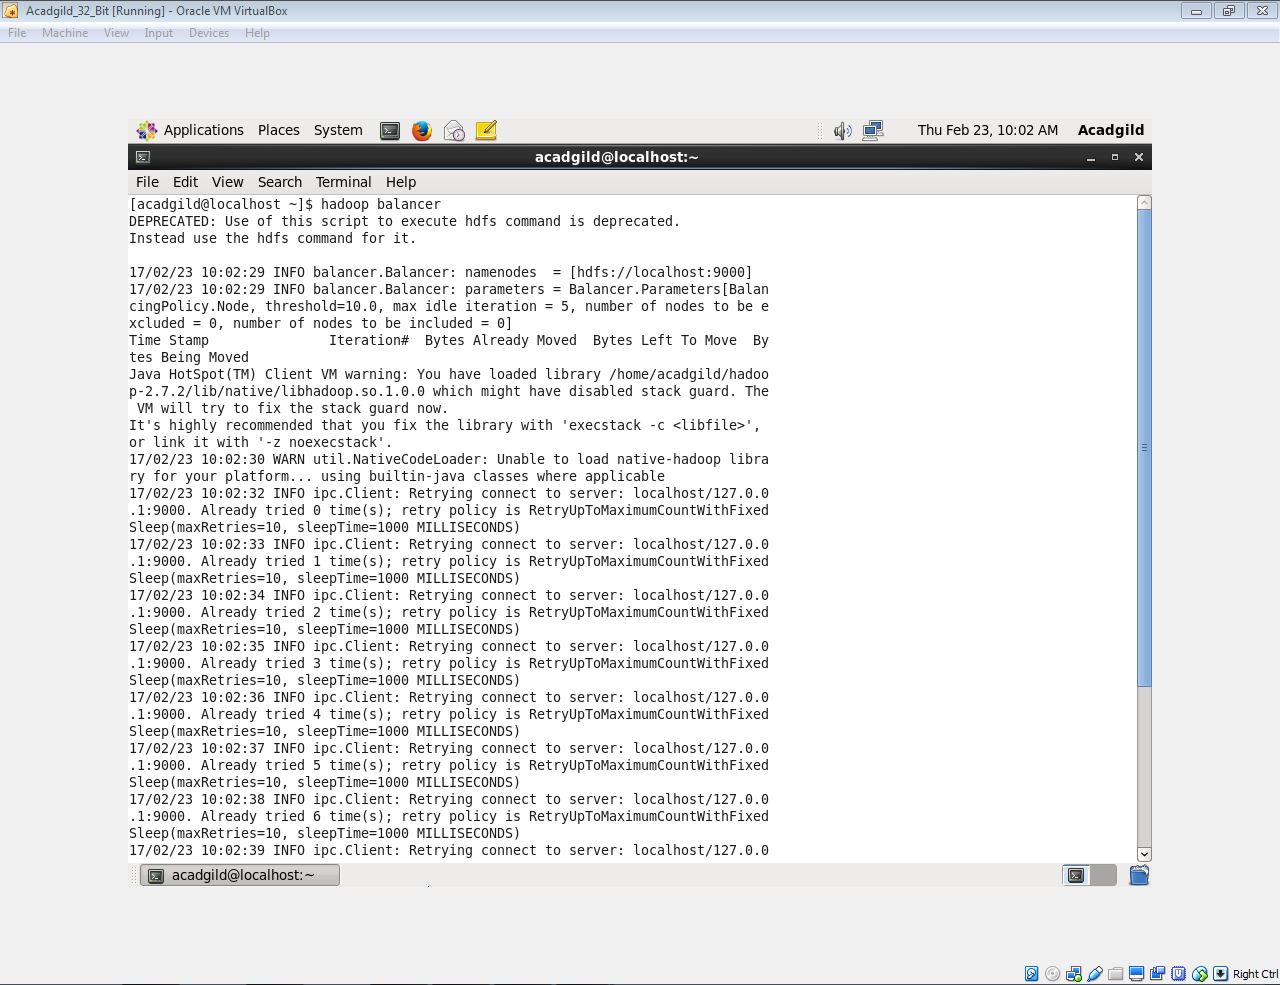 Acadgild_32_Bit [Running] - Oracle VM VirtualBox
File Machine View Input Devices Help
Applications Places System Thu Feb 23, 10:02 AM Acadgild
acadgild@localhost:~
File Edit View Search Terminal Help
[acadgild@localhost ~]$ hadoop balancer
DEPRECATED: Use of this script to execute hdfs command is deprecated.
Instead use the hdfs command for it.
17/02/23 10:02:29 INFO balancer.Balancer: namenodes  = [hdfs://localhost:9000]
17/02/23 10:02:29 INFO balancer.Balancer: parameters = Balancer.Parameters[Balan
cingPolicy.Node, threshold=10.0, max idle iteration = 5, number of nodes to be e
xcluded = 0, number of nodes to be included = 0]
Time Stamp               Iteration#  Bytes Already Moved  Bytes Left To Move  By
tes Being Moved
Java HotSpot(TM) Client VM warning: You have loaded library /home/acadgild/hadoo
p-2.7.2/lib/native/libhadoop.so.1.0.0 which might have disabled stack guard. The
 VM will try to fix the stack guard now.
It's highly recommended that you fix the library with 'execstack -c <libfile>',
or link it with '-z noexecstack'.
17/02/23 10:02:30 WARN util.NativeCodeLoader: Unable to load native-hadoop libra
ry for your platform... using builtin-java classes where applicable
17/02/23 10:02:32 INFO ipc.Client: Retrying connect to server: localhost/127.0.0
.1:9000. Already tried 0 time(s); retry policy is RetryUpToMaximumCountWithFixed
Sleep(maxRetries=10, sleepTime=1000 MILLISECONDS)
17/02/23 10:02:33 INFO ipc.Client: Retrying connect to server: localhost/127.0.0
.1:9000. Already tried 1 time(s); retry policy is RetryUpToMaximumCountWithFixed
Sleep(maxRetries=10, sleepTime=1000 MILLISECONDS)
17/02/23 10:02:34 INFO ipc.Client: Retrying connect to server: localhost/127.0.0
.1:9000. Already tried 2 time(s); retry policy is RetryUpToMaximumCountWithFixed
Sleep(maxRetries=10, sleepTime=1000 MILLISECONDS)
17/02/23 10:02:35 INFO ipc.Client: Retrying connect to server: localhost/127.0.0
.1:9000. Already tried 3 time(s); retry policy is RetryUpToMaximumCountWithFixed
Sleep(maxRetries=10, sleepTime=1000 MILLISECONDS)
17/02/23 10:02:36 INFO ipc.Client: Retrying connect to server: localhost/127.0.0
.1:9000. Already tried 4 time(s); retry policy is RetryUpToMaximumCountWithFixed
Sleep(maxRetries=10, sleepTime=1000 MILLISECONDS)
17/02/23 10:02:37 INFO ipc.Client: Retrying connect to server: localhost/127.0.0
.1:9000. Already tried 5 time(s); retry policy is RetryUpToMaximumCountWithFixed
Sleep(maxRetries=10, sleepTime=1000 MILLISECONDS)
17/02/23 10:02:38 INFO ipc.Client: Retrying connect to server: localhost/127.0.0
.1:9000. Already tried 6 time(s); retry policy is RetryUpToMaximumCountWithFixed
Sleep(maxRetries=10, sleepTime=1000 MILLISECONDS)
17/02/23 10:02:39 INFO ipc.Client: Retrying connect to server: localhost/127.0.0
acadgild@localhost:~
Right Ctrl